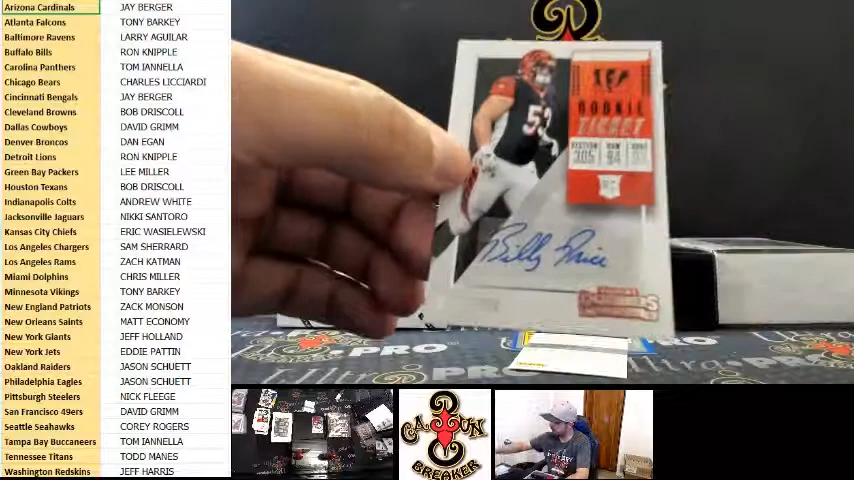 Arizona Cardinals JAY BERGER
Atlanta Falcons TONY BARKEY
Baltimore Ravens LARRY AGUILAR
Buffalo Bills RON KNIPPLE
Carolina Panthers TOM IANNELLA
Chicago Bears CHARLES LICCIARDI
Cincinnati Bengals JAY BERGER
Cleveland Browns BOB DRISCOLL
Dallas Cowboys DAVID GRIMM
Denver Broncos DAN EGAN
Detroit Lions RON KNIPPLE
Green Bay Packers LEE MILLER
Houston Texans BOB DRISCOLL
Indianapolis Colts ANDREW WHITE
Jacksonville Jaguars NIKKI SANTORO
Kansas City Chiefs ERIC WASIELEWSKI
Los Angeles Chargers SAM SHERRARD
Los Angeles Rams ZACH KATMAN
Miami Dolphins CHRIS MILLER
Minnesota Vikings TONY BARKEY
New England Patriots ZACK MONSON
New Orleans Saints MATT ECONOMY
New York Giants JEFF HOLLAND
New York Jets EDDIE PATTIN
Oakland Raiders JASON SCHUETT
Philadelphia Eagles JASON SCHUETT
Pittsburgh Steelers NICK FLEEGE
San Francisco 49ers DAVID GRIMM
Seattle Seahawks COREY ROGERS
Tampa Bay Buccaneers TOM IANNELLA
Tennessee Titans TODD MANES
Washington Redskins JEFF HARRIS
53
ROOKIE
TICKET
305
RC
Billy Price
CONTENDERS
PRO
CAJUN
BREAKER